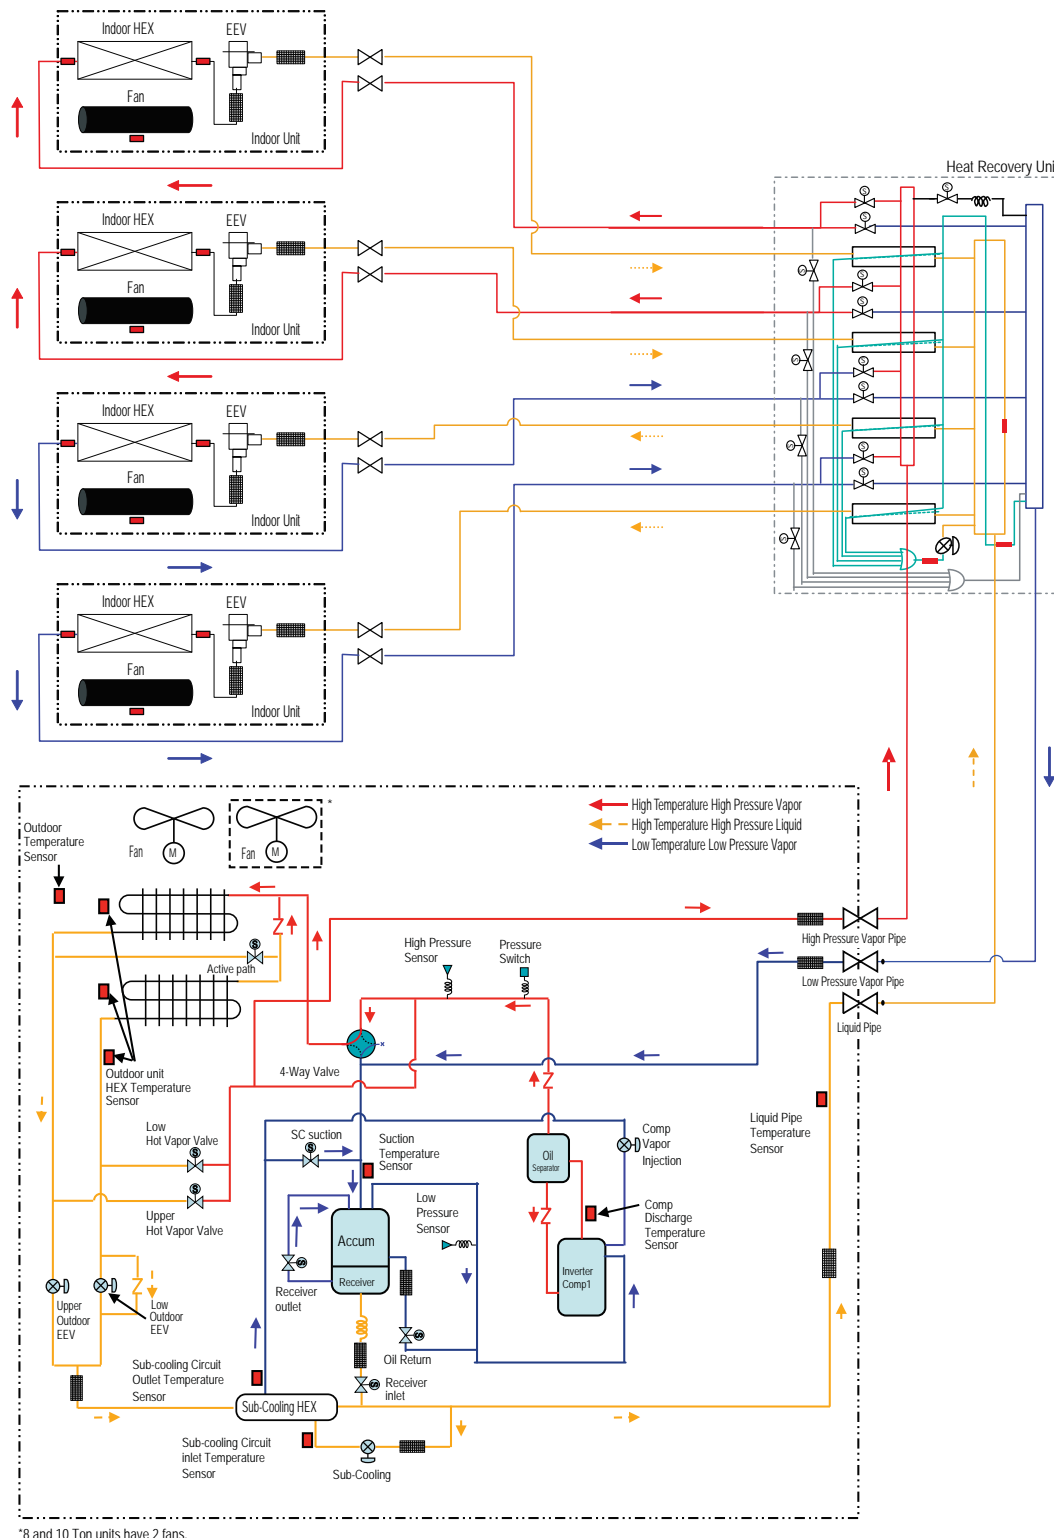 Indoor HEX
EEV
Fan
Indoor Unit
Indoor HEX
EEV
Fan
Indoor Unit
Indoor HEX
EEV
Fan
Indoor Unit
Indoor HEX
EEV
Fan
Indoor Unit
Heat Recovery Uni
S
S
S
S
S
S
S
S
S
S
S
S
S
*
Fan
M
Fan
M
High Temperature High Pressure Vapor
High Temperature High Pressure Liquid
Low Temperature Low Pressure Vapor
Outdoor
Temperature
Sensor
S
Active path
High Pressure
Sensor
Pressure
Switch
High Pressure Vapor Pipe
Low Pressure Vapor Pipe
Liquid Pipe
4-Way Valve
Outdoor unit
HEX Temperature
Sensor
Low
Hot Vapor Valve
S
S
Upper
Hot Vapor Valve
SC suction
S
Suction
Temperature
Sensor
Oil
Separator
Comp
Vapor
Injection
Liquid Pipe
Temperature
Sensor
Low
Pressure
Sensor
Comp
Discharge
Temperature
Sensor
Accum
Receiver
Inverter
Comp1
S
Receiver
outlet
S
Oil Return
Upper
Outdoor
EEV
Low
Outdoor
EEV
Sub-cooling Circuit
Outlet Temperature
Sensor
S
Receiver
inlet
Sub-Cooling HEX
Sub-cooling Circuit
inlet Temperature
Sensor
Sub-Cooling
*8 and 10 Ton units have 2 fans.